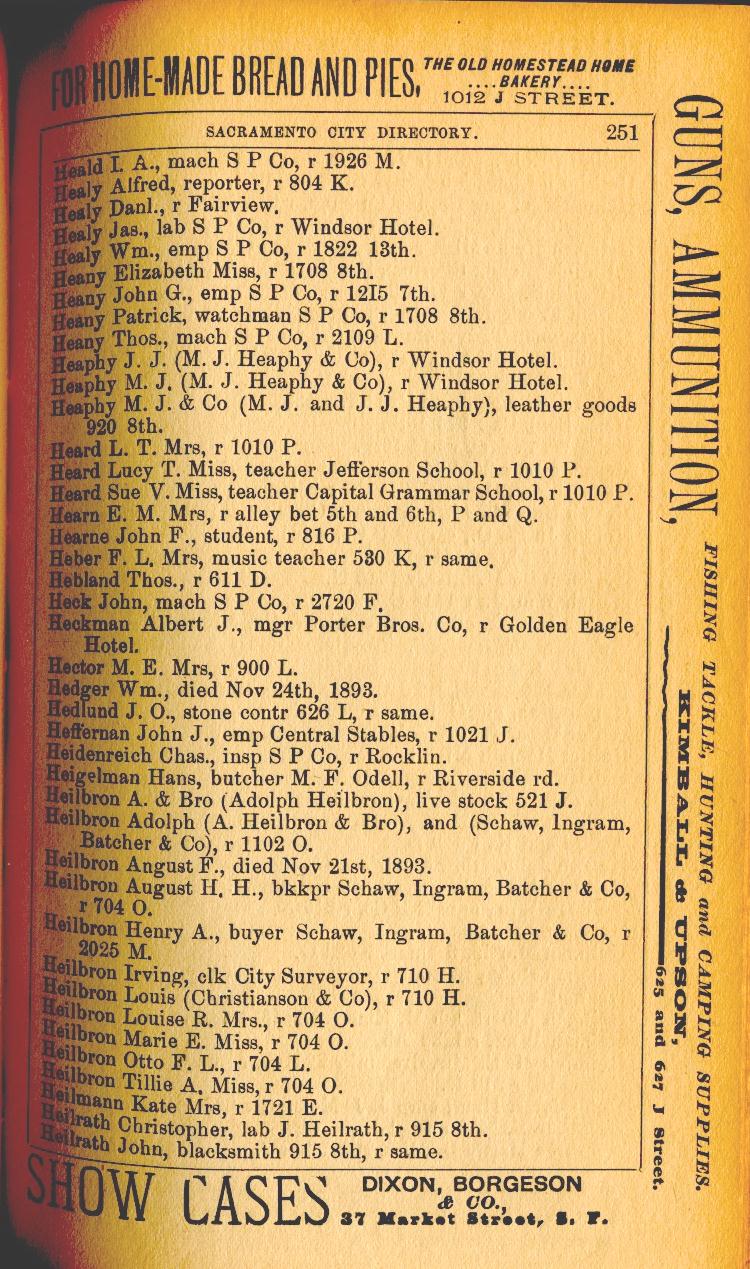 FOR HOME-MADE BREAD AND PIES, THE OLD HOMESTEAD HOME
....BAKERY....
1012 J STREET.
SACRAMENTO CITY DIRECTORY. 251
Heald I. A., mach S P Co, r 1926 M.
Healy Alfred, reporter, r 804 K.
Healy Danl., r Fairview.
Healy Jas., lab S P Co, r Windsor Hotel.
Healy Wm., emp S P Co, r 1822 13th.
Heany Elizabeth Miss, r 1708 8th.
Heany John G., emp S P Co, r 12I5 7th.
Heany Patrick, watchman S P Co, r 1708 8th.
Heany Thos., mach S P Co, r 2109 L.
Heaphy J. J. (M. J. Heaphy & Co), r Windsor Hotel.
Heaphy M. J. (M. J. Heaphy & Co), r Windsor Hotel.
Heaphy M. J. & Co (M. J. and J. J. Heaphy), leather goods
920 8th.
Heard L. T. Mrs, r 1010 P.
Heard Lucy T. Miss, teacher Jefferson School, r 1010 P.
Heard Sue V. Miss, teacher Capital Grammar School, r 1010 P.
Hearn E. M. Mrs, r alley bet 5th and 6th, P and Q.
Hearne John F., student, r 816 P.
Heber F. L. Mrs, music teacher 530 K, r same.
Hebland Thos., r 611 D.
Heck John, mach S P Co, r 2720 F.
Heckman Albert J., mgr Porter Bros. Co, r Golden Eagle
Hotel.
Hector M. E. Mrs, r 900 L.
Hedger Wm., died Nov 24th, 1893.
Hedlund J. O., stone contr 626 L, r same.
Heffernan John J., emp Central Stables, r 1021 J.
Heidenreich Chas., insp S P Co, r Rocklin.
Heigelman Hans, butcher M. F. Odell, r Riverside rd.
Heilbron A. & Bro (Adolph Heilbron), live stock 521 J.
Heilbron Adolph (A. Heilbron & Bro), and (Schaw, Ingram,
Batcher & Co), r 1102 O.
Heilbron Angust F., died Nov 21st, 1893.
Heilbron August H. H., bkkpr Schaw, Ingram, Batcher & Co,
r 704 O.
Heilbron Henry A., buyer Schaw, Ingram, Batcher & Co, r
2025 M.
Heilbron Irving, clk City Surveyor, r 710 H.
Heilbron Louis (Christianson & Co), r 710 H.
Heilbron Louise R. Mrs., r 704 O.
Heilbron Marie E. Miss, r 704 O.
Heilbron Otto F. L., r 704 L.
Heilbron Tillie A. Miss, r 704 O.
Heilmann Kate Mrs, r 1721 E.
Heilrath Christopher, lab J. Heilrath, r 915 8th.
Heilrath John, blacksmith 915 8th, r same.
SHOW CASES DIXON, BORGESON
& CO.,
37 Market Street, S. F.
GUNS, AMMUNITION,
FISHING TACKLE, HUNTING and CAMPING SUPPLIES.
KIMBALL & UPSON,
625 and 627 J Street.